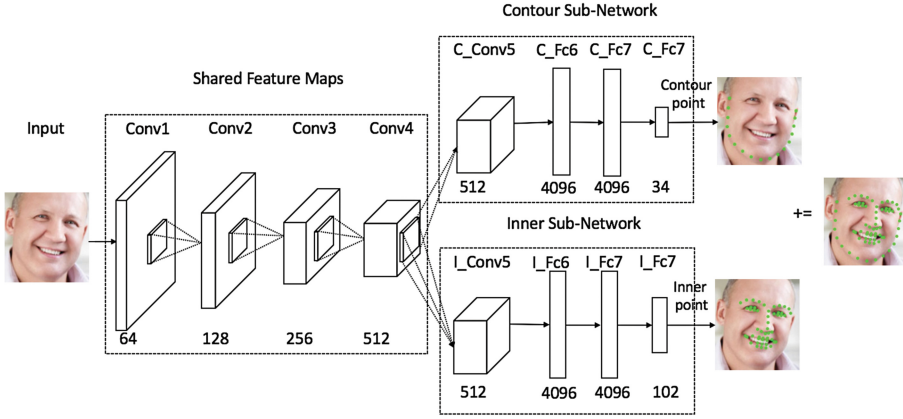 Contour Sub-Network
C_Conv5 C_Fc6 C_Fc7 C_Fc7
Shared Feature Maps
Contour
point
Input Conv1 Conv2 Conv3 Conv4
512 4096 4096 34
+=
Inner Sub-Network
I_Conv5 I_Fc6 I_Fc7 I_Fc7
Inner
point
64 128 256 512
512 4096 4096 102